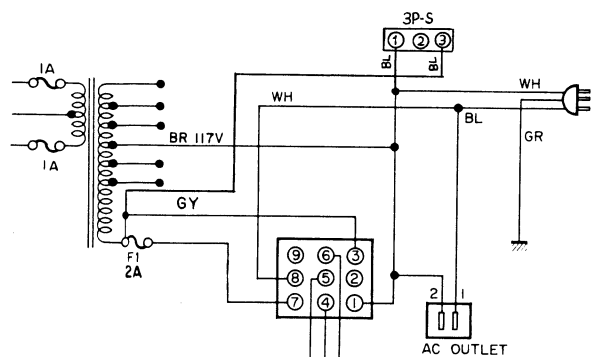 3P-S
1 2 3
BL
BL
1A
WH
WH
BL
BR 117V
GR
1A
GY
F1
2A
9 6 3
8 5 2
7 4 1
2 1
AC OUTLET